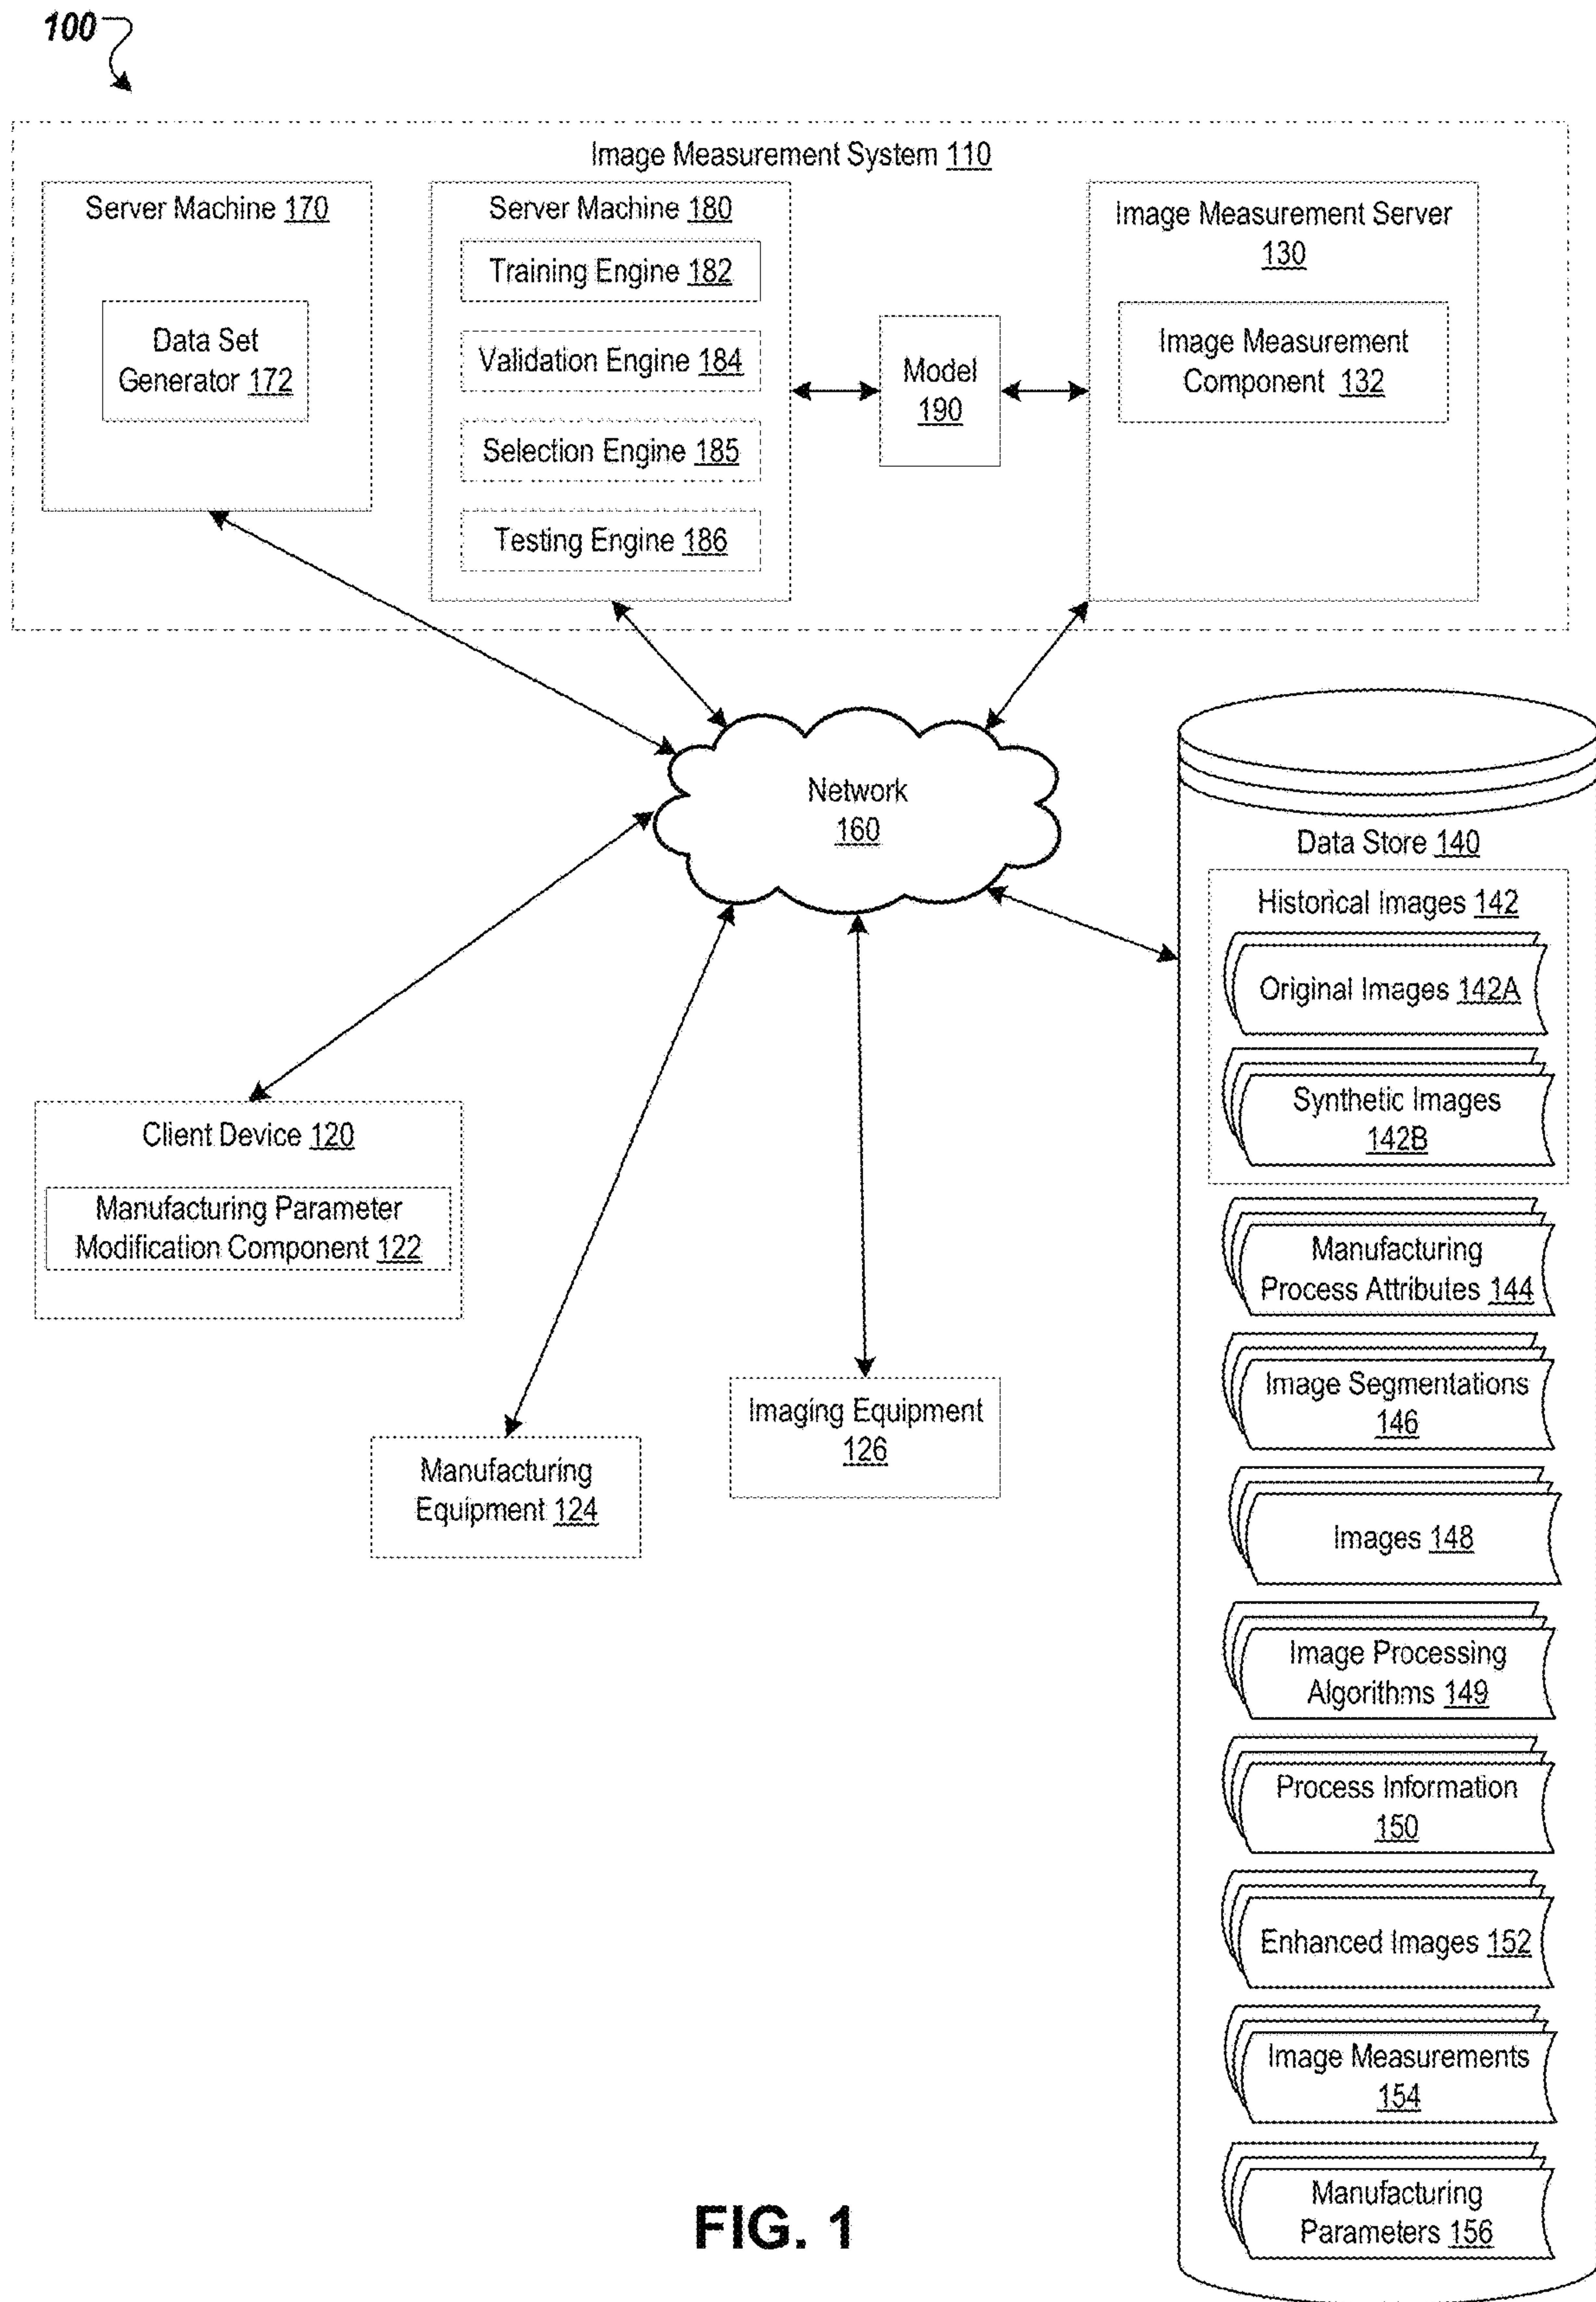 100
Image Measurement System 110
Server Machine 170
Data Set
Generator 172
Server Machine 180
Training Engine 182
Validation Engine 184
Selection Engine 185
Testing Engine 186
Model
190
Image Measurement Server
130
Image Measurement
Component 132
Network
160
Client Device 120
Manufacturing Parameter
Modification Component 122
Manufacturing
Equipment 124
Imaging Equipment
126
Data Store 140
Historical Images 142
Original Images 142A
Synthetic Images
142B
Manufacturing
Process Attributes 144
Image Segmentations
146
Images 148
Image Processing
Algorithms 149
Process Information
150
Enhanced Images 152
Image Measurements
154
Manufacturing
Parameters 156
FIG. 1